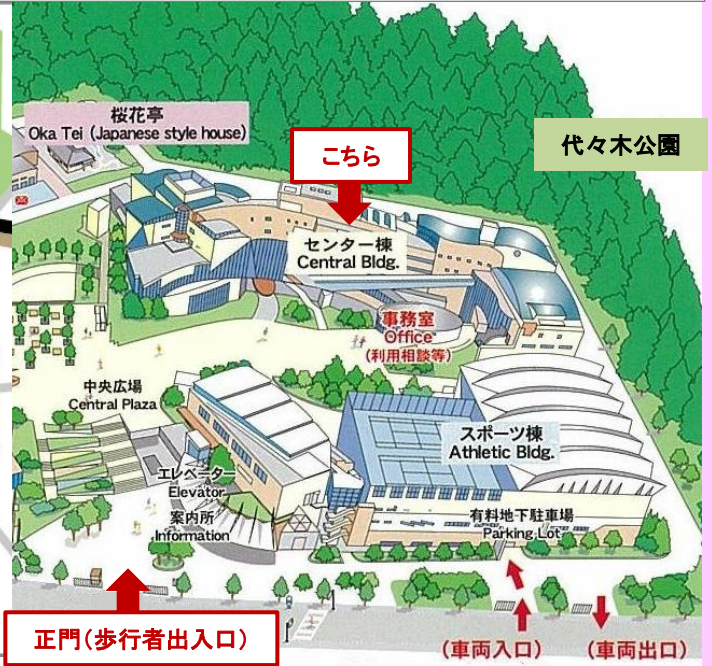 桜花亭
Oka Tei (Japanese style house)
こちら
代々木公園
センター棟
Central Bldg.
事務室
Office
(利用相談等)
中央広場
Central Plaza
スポーツ棟
Athletic Bldg.
エレベーター
Elevator
案内所
Information
有料地下駐車場
Parking Lot
正門(歩行者出入口)
(車両入口)
(車両出口)